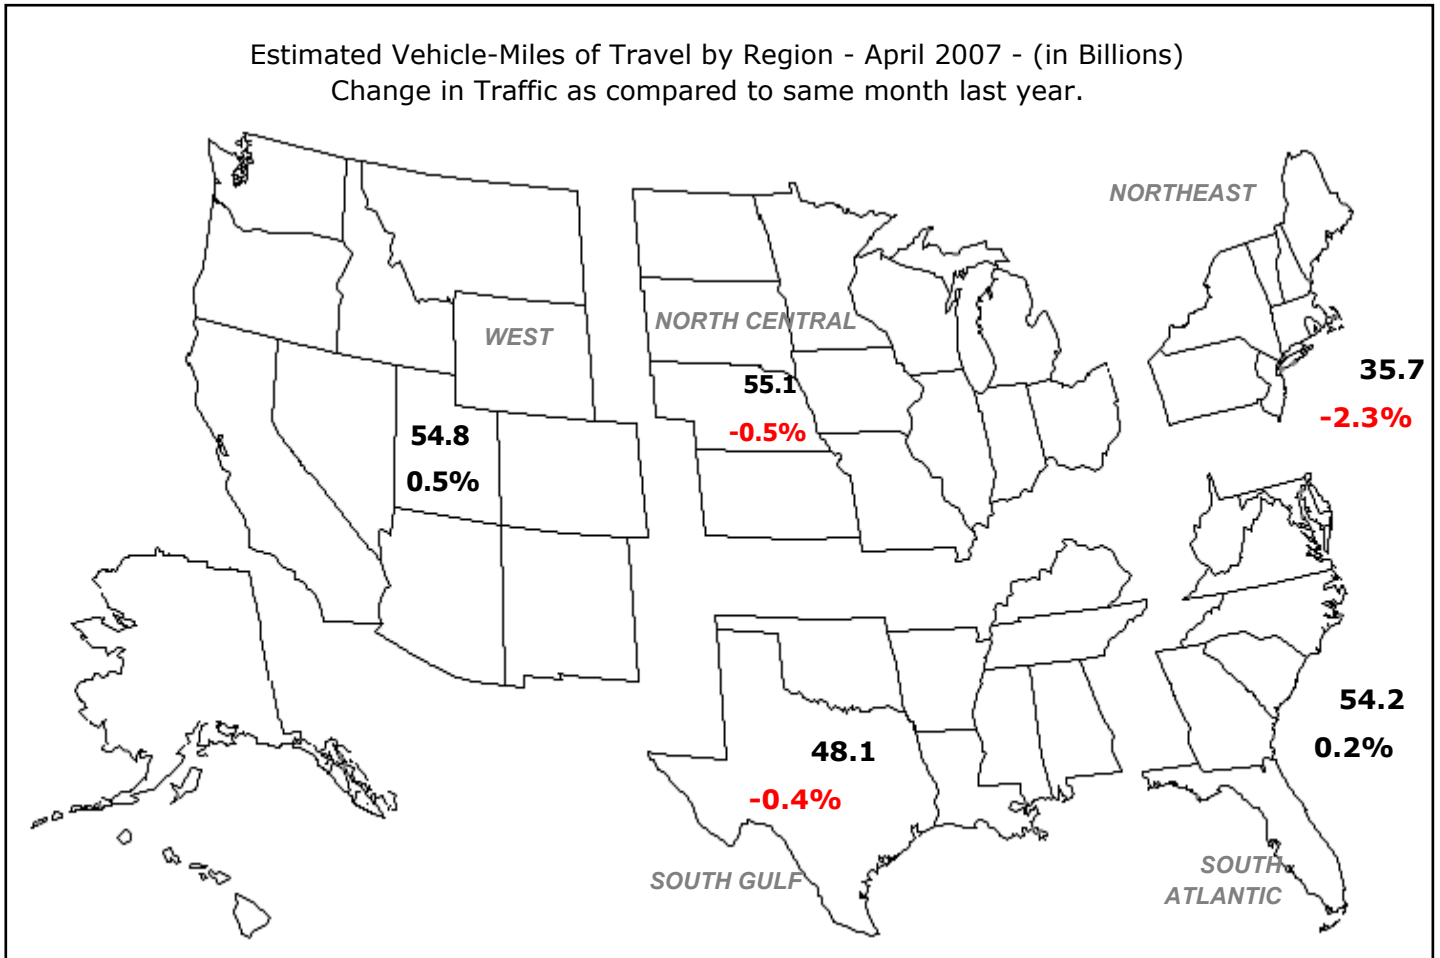 Estimated Vehicle-Miles of Travel by Region - April 2007 - (in Billions)
Change in Traffic as compared to same month last year.
NORTHEAST
WEST
NORTH CENTRAL
35.7
-2.3%
55.1
-0.5%
54.8
0.5%
54.2
0.2%
48.1
-0.4%
SOUTH GULF
SOUTH
ATLANTIC